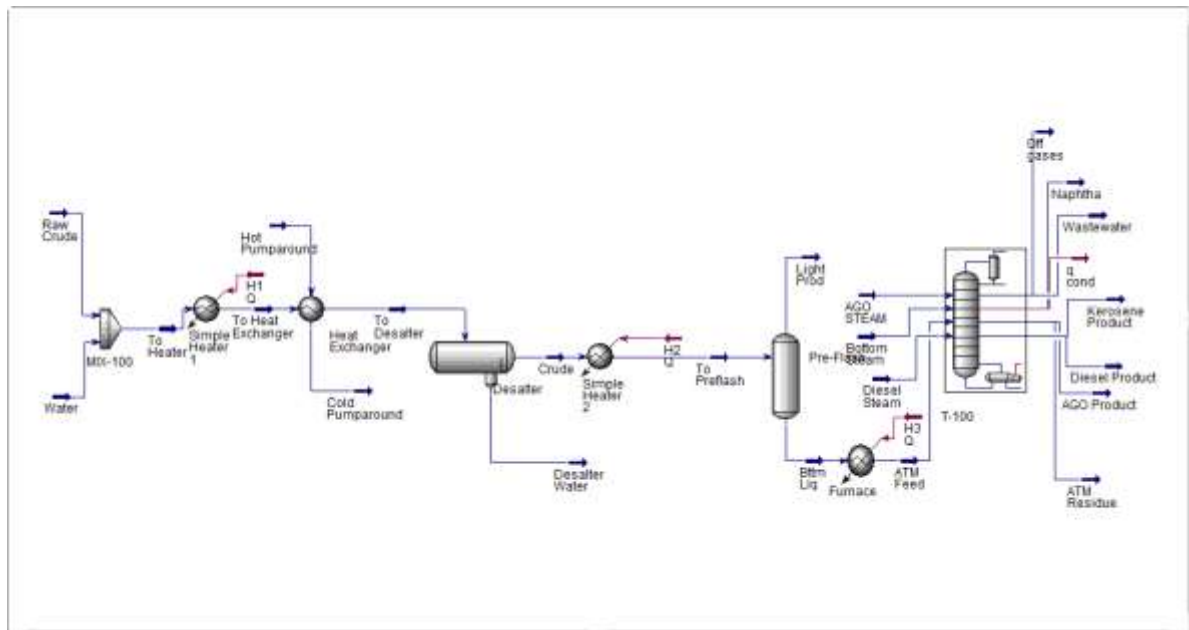 Off
gases
Naphtha
Wastewater
q
cond
Kerosene
Product
Diesel Product
AGO Product
ATM
Residue
Raw
Crude
Water
MIX-100
To
Heater
Simple
Heater
1
H1
Q
To Heat
Exchanger
Hot
Pumparound
Heat
Exchanger
Cold
Pumparound
To
Desalter
Desalter
Desalter
Water
Crude
Simple
Heater
2
H2
Q
To
Preflash
Light
Prod
Pre-Flash
Bttm
Liq
Furnace
H3
Q
ATM
Feed
AGO
STEAM
Bottom
Steam
Diesel
Steam
T-100